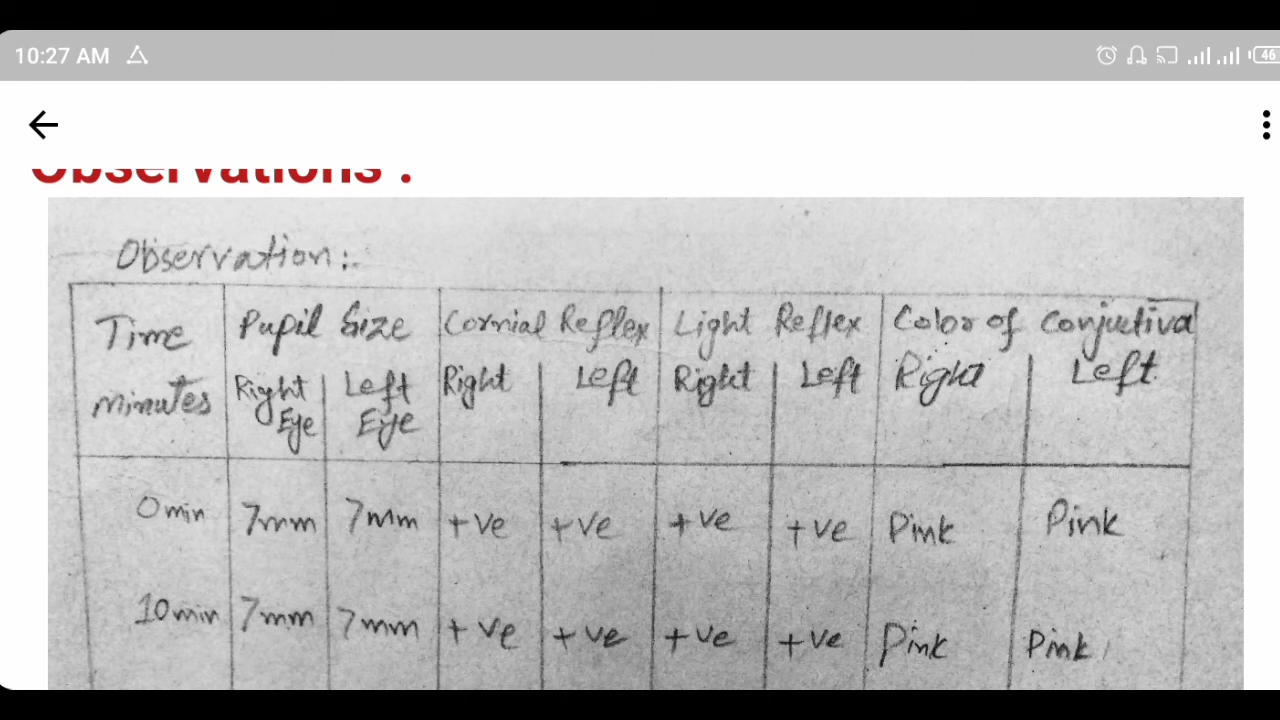 10:27 AM
46
Observations :
Observation :-
Time minutes | Pupil Size | Cornial Reflex | Light Reflex | Color of Conjuctiva
Right Eye | Left Eye | Right | Left | Right | Left | Right | Left
0 min | 7mm | 7mm | +ve | +ve | +ve | +ve | Pink | Pink
10 min | 7mm | 7mm | +ve | +ve | +ve | +ve | Pink | Pink